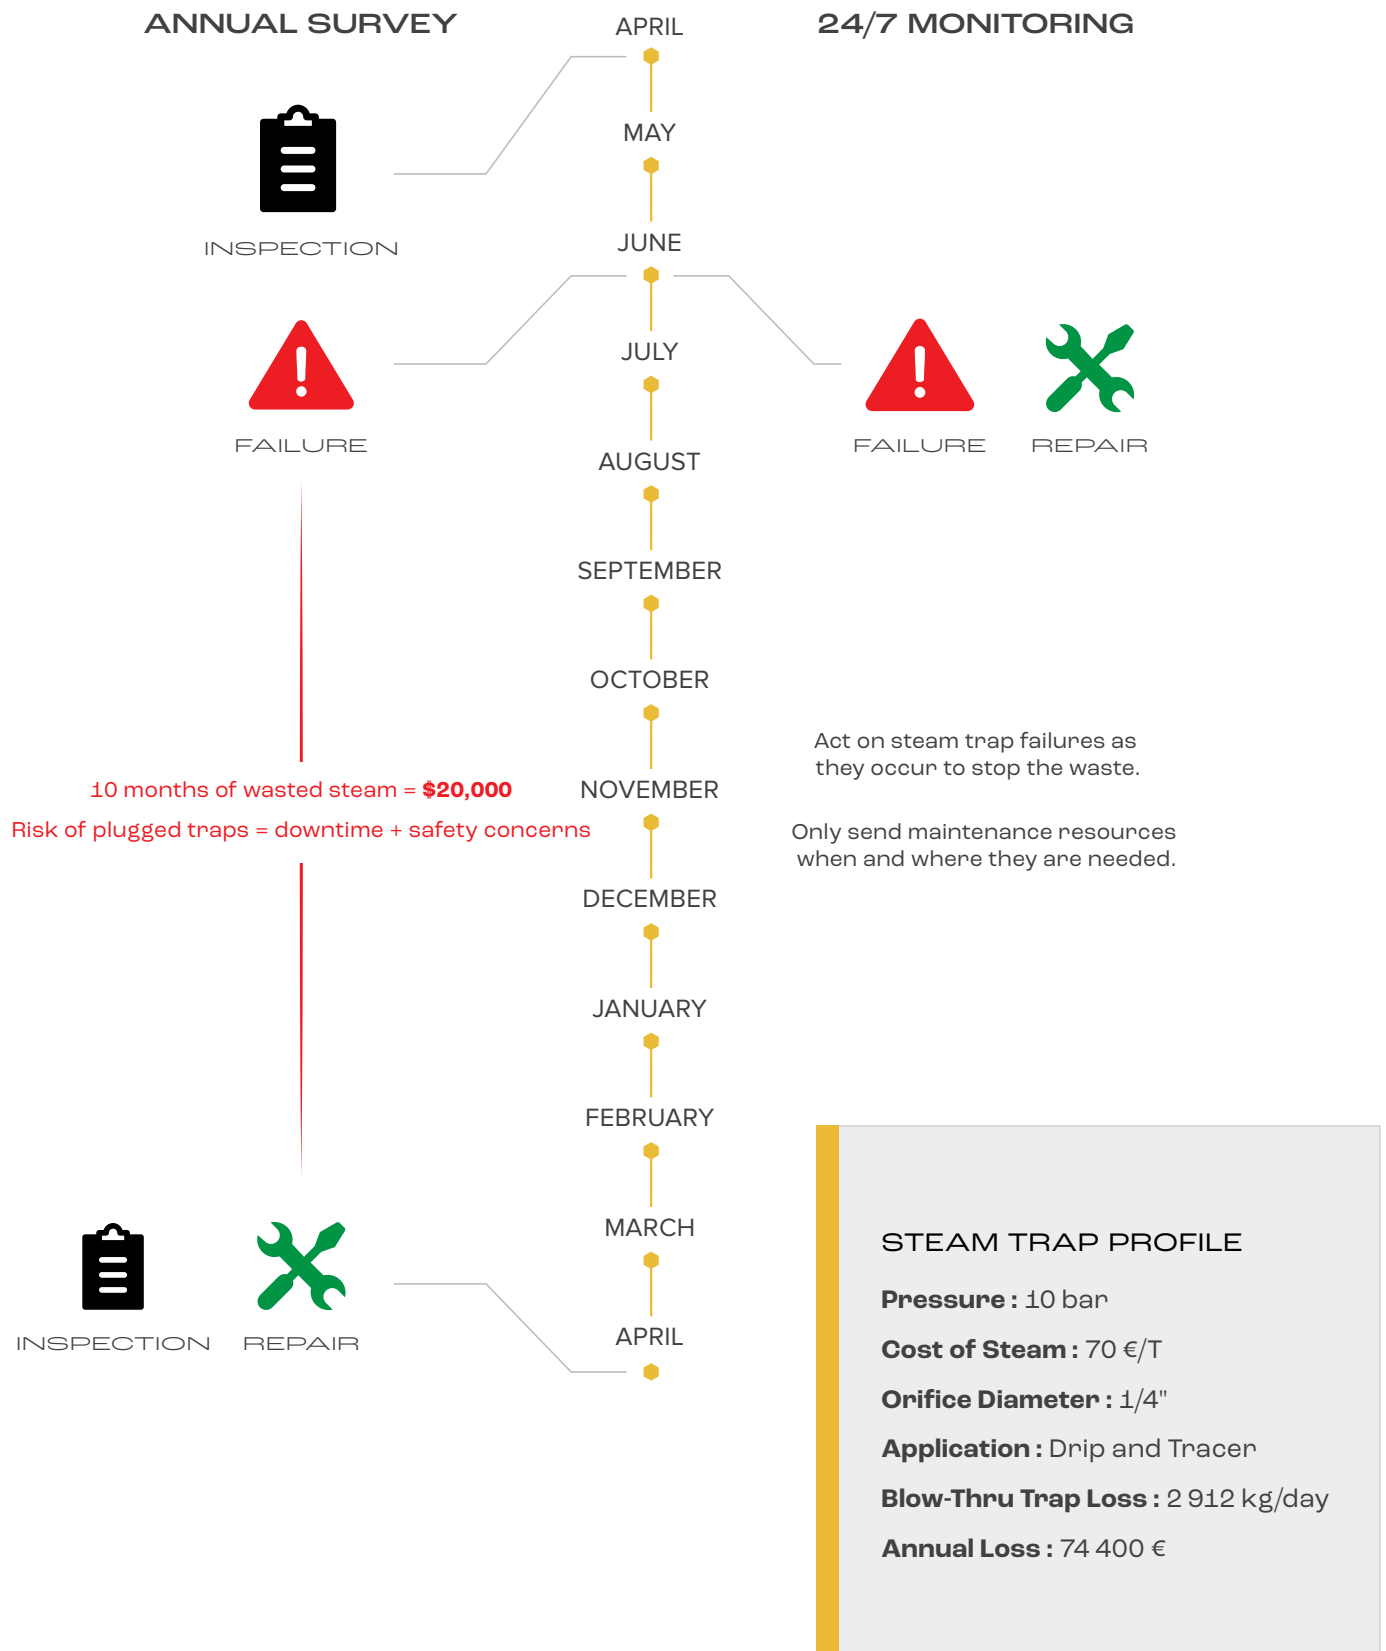 ANNUAL SURVEY
APRIL
24/7 MONITORING
MAY
INSPECTION
JUNE
JULY
FAILURE
FAILURE
REPAIR
AUGUST
SEPTEMBER
OCTOBER
Act on steam trap failures as
they occur to stop the waste.
10 months of wasted steam = $20,000
NOVEMBER
Risk of plugged traps = downtime + safety concerns
Only send maintenance resources
when and where they are needed.
DECEMBER
JANUARY
FEBRUARY
MARCH
APRIL
INSPECTION
REPAIR
STEAM TRAP PROFILE
Pressure : 10 bar
Cost of Steam : 70 €/T
Orifice Diameter : 1/4"
Application : Drip and Tracer
Blow-Thru Trap Loss : 2 912 kg/day
Annual Loss : 74 400 €